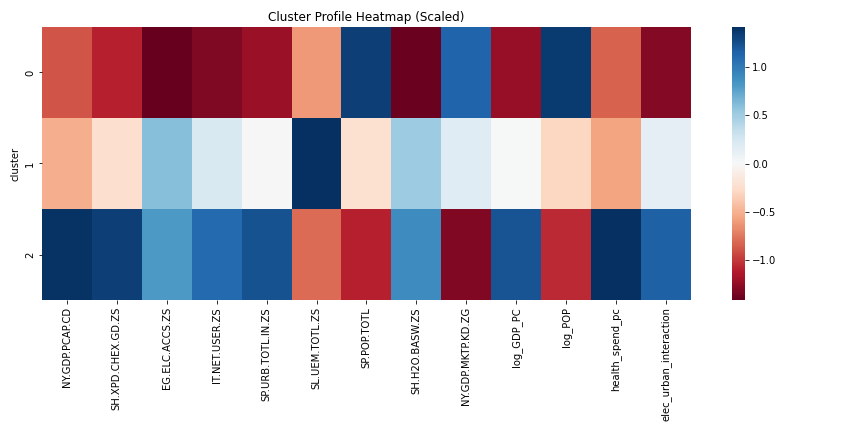 Cluster Profile Heatmap (Scaled)
cluster
0
1
2
NY.GDP.PCAP.CD
SH.XPD.CHEX.GD.ZS
EG.ELC.ACCS.ZS
IT.NET.USER.ZS
SP.URB.TOTL.IN.ZS
SL.UEM.TOTL.ZS
SP.POP.TOTL
SH.H2O.BASW.ZS
NY.GDP.MKTP.KD.ZG
log_GDP_PC
log_POP
health_spend_pc
elec_urban_interaction
1.0
0.5
0.0
−0.5
−1.0